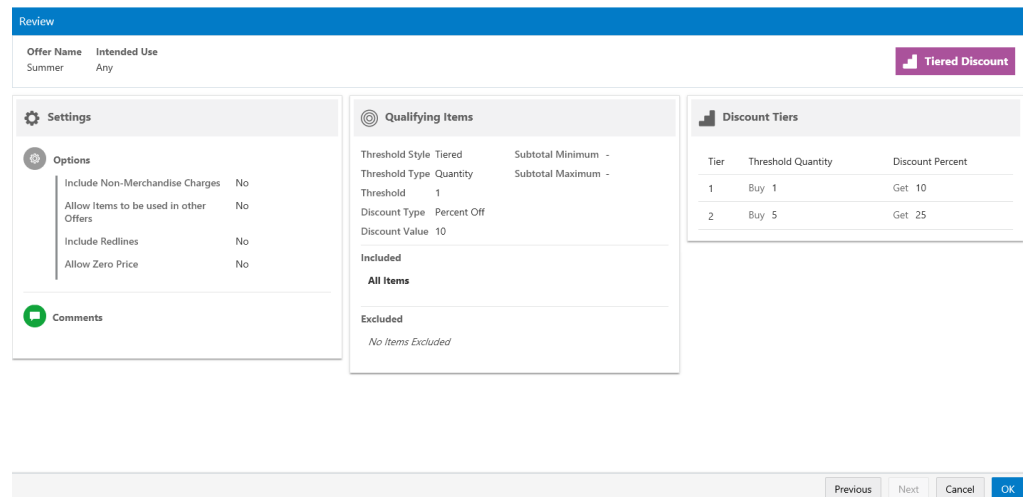 Review
Offer Name Intended Use
Summer Any
Tiered Discount
Settings
Options
Include Non-Merchandise Charges No
Allow Items to be used in other Offers No
Include Redlines No
Allow Zero Price No
Comments
Qualifying Items
Threshold Style Tiered Subtotal Minimum -
Threshold Type Quantity Subtotal Maximum -
Threshold 1
Discount Type Percent Off
Discount Value 10
Included
All Items
Excluded
No Items Excluded
Discount Tiers
Tier Threshold Quantity Discount Percent
1 Buy 1 Get 10
2 Buy 5 Get 25
Previous Next Cancel OK